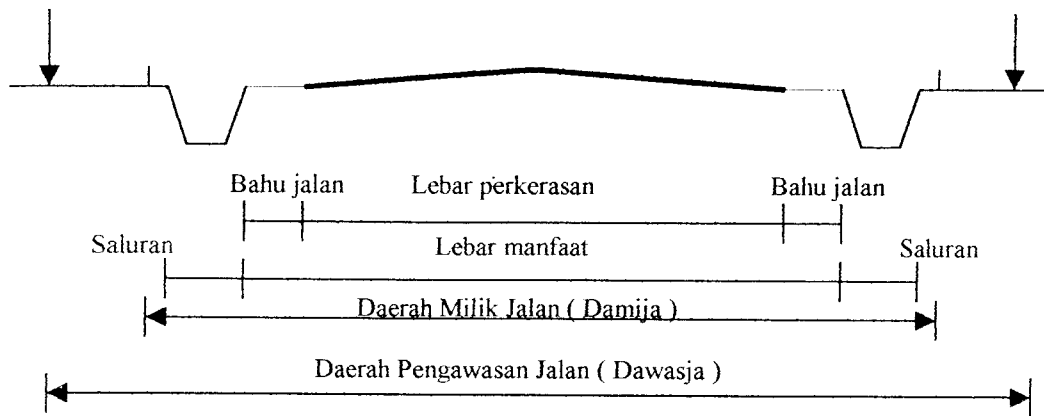 Bahu jalan Lebar perkerasan Bahu jalan
Saluran Lebar manfaat Saluran
Daerah Milik Jalan ( Damija )
Daerah Pengawasan Jalan ( Dawasja )